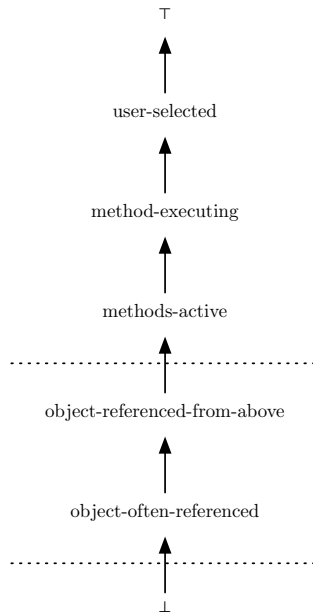 ⊤
user-selected
method-executing
methods-active
object-referenced-from-above
object-often-referenced
⊥